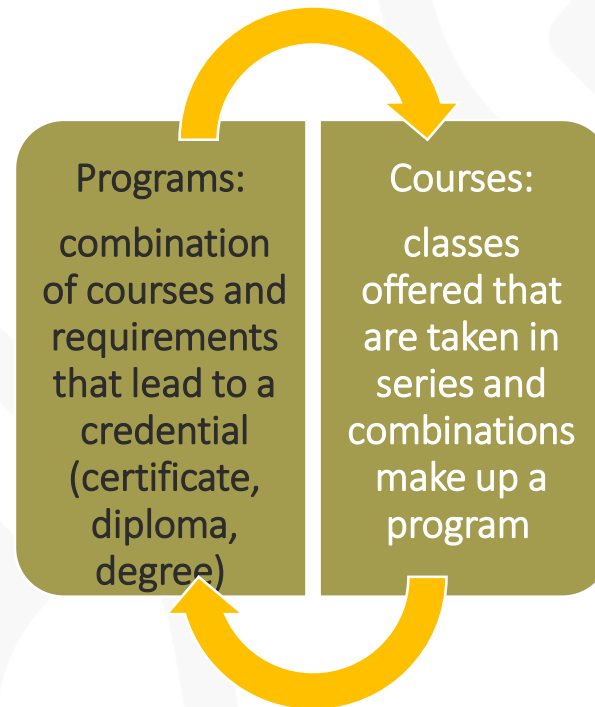 Programs:
combination
of courses and
requirements
that lead to a
credential
(certificate,
diploma,
degree)
Courses:
classes
offered that
are taken in
series and
combinations
make up a
program